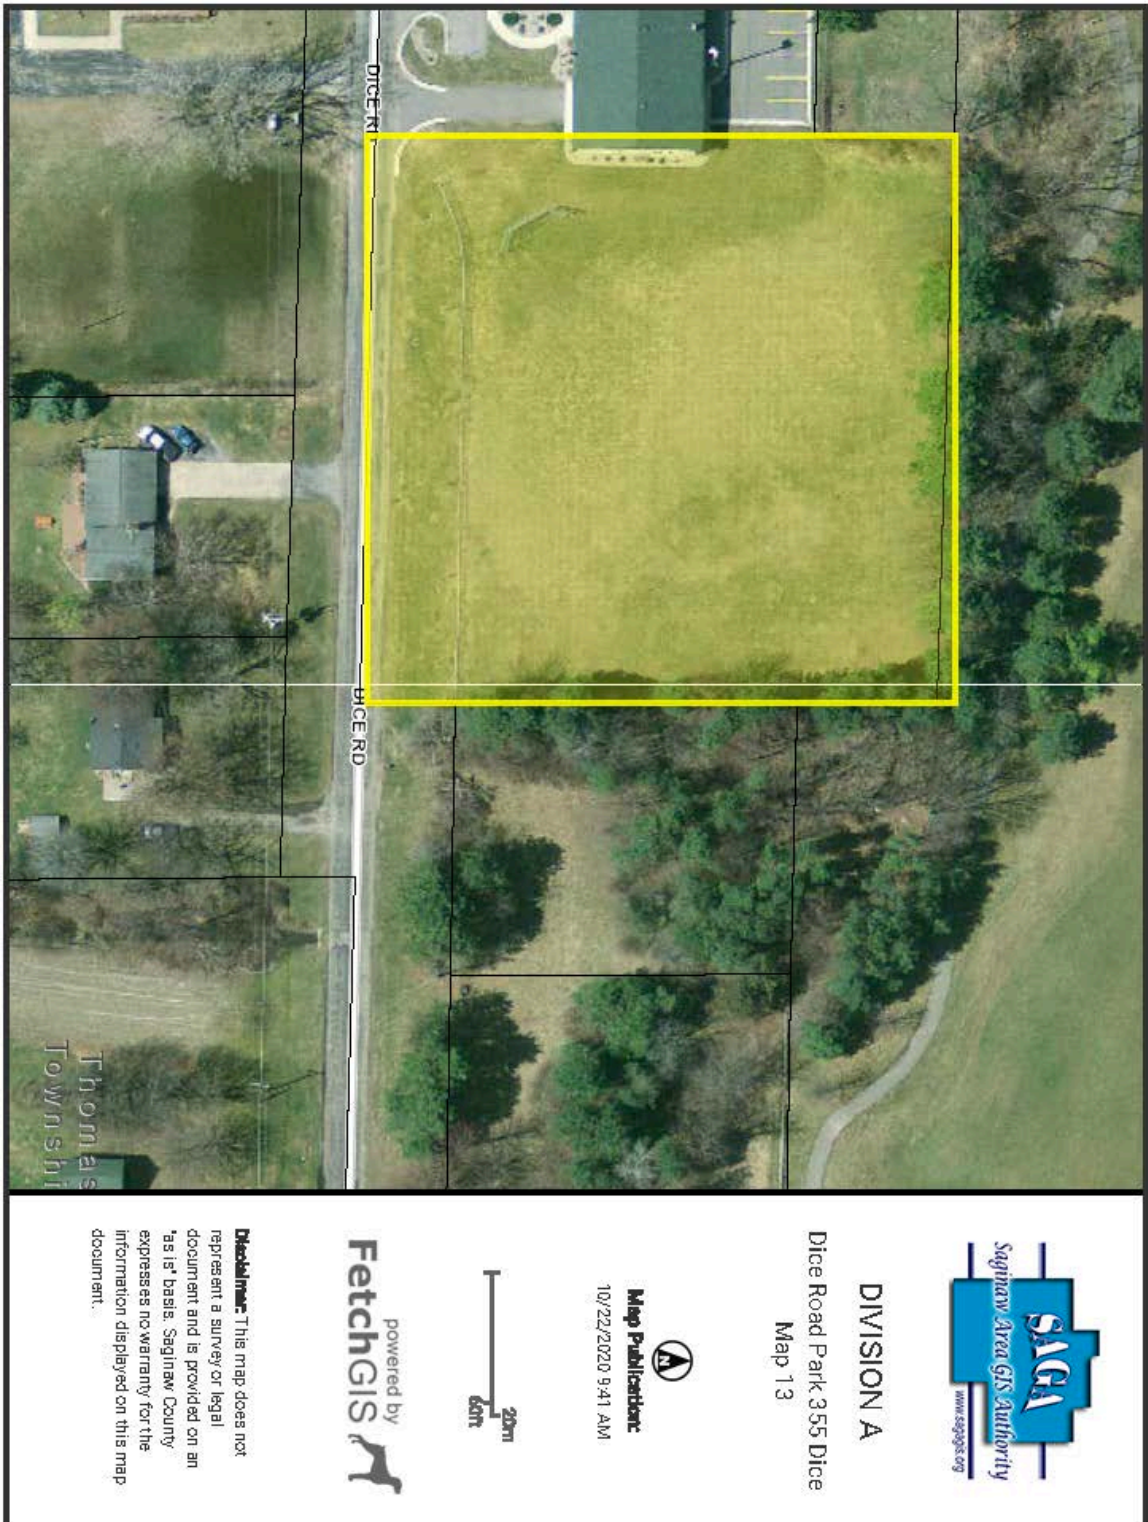 DICE RD
DICE RD
Thomas
Townshi
SAGA
Saginaw Area GIS Authority
www.sagagis.org
DIVISION A
Dice Road Park 355 Dice
Map 13
N
Map Publication:
10/22/2020 9:41 AM
20m
60ft
powered by
FetchGIS
Disclaimer: This map does not
represent a survey or legal
document and is provided on an
"as is" basis. Saginaw County
expresses no warranty for the
information displayed on this map
document.